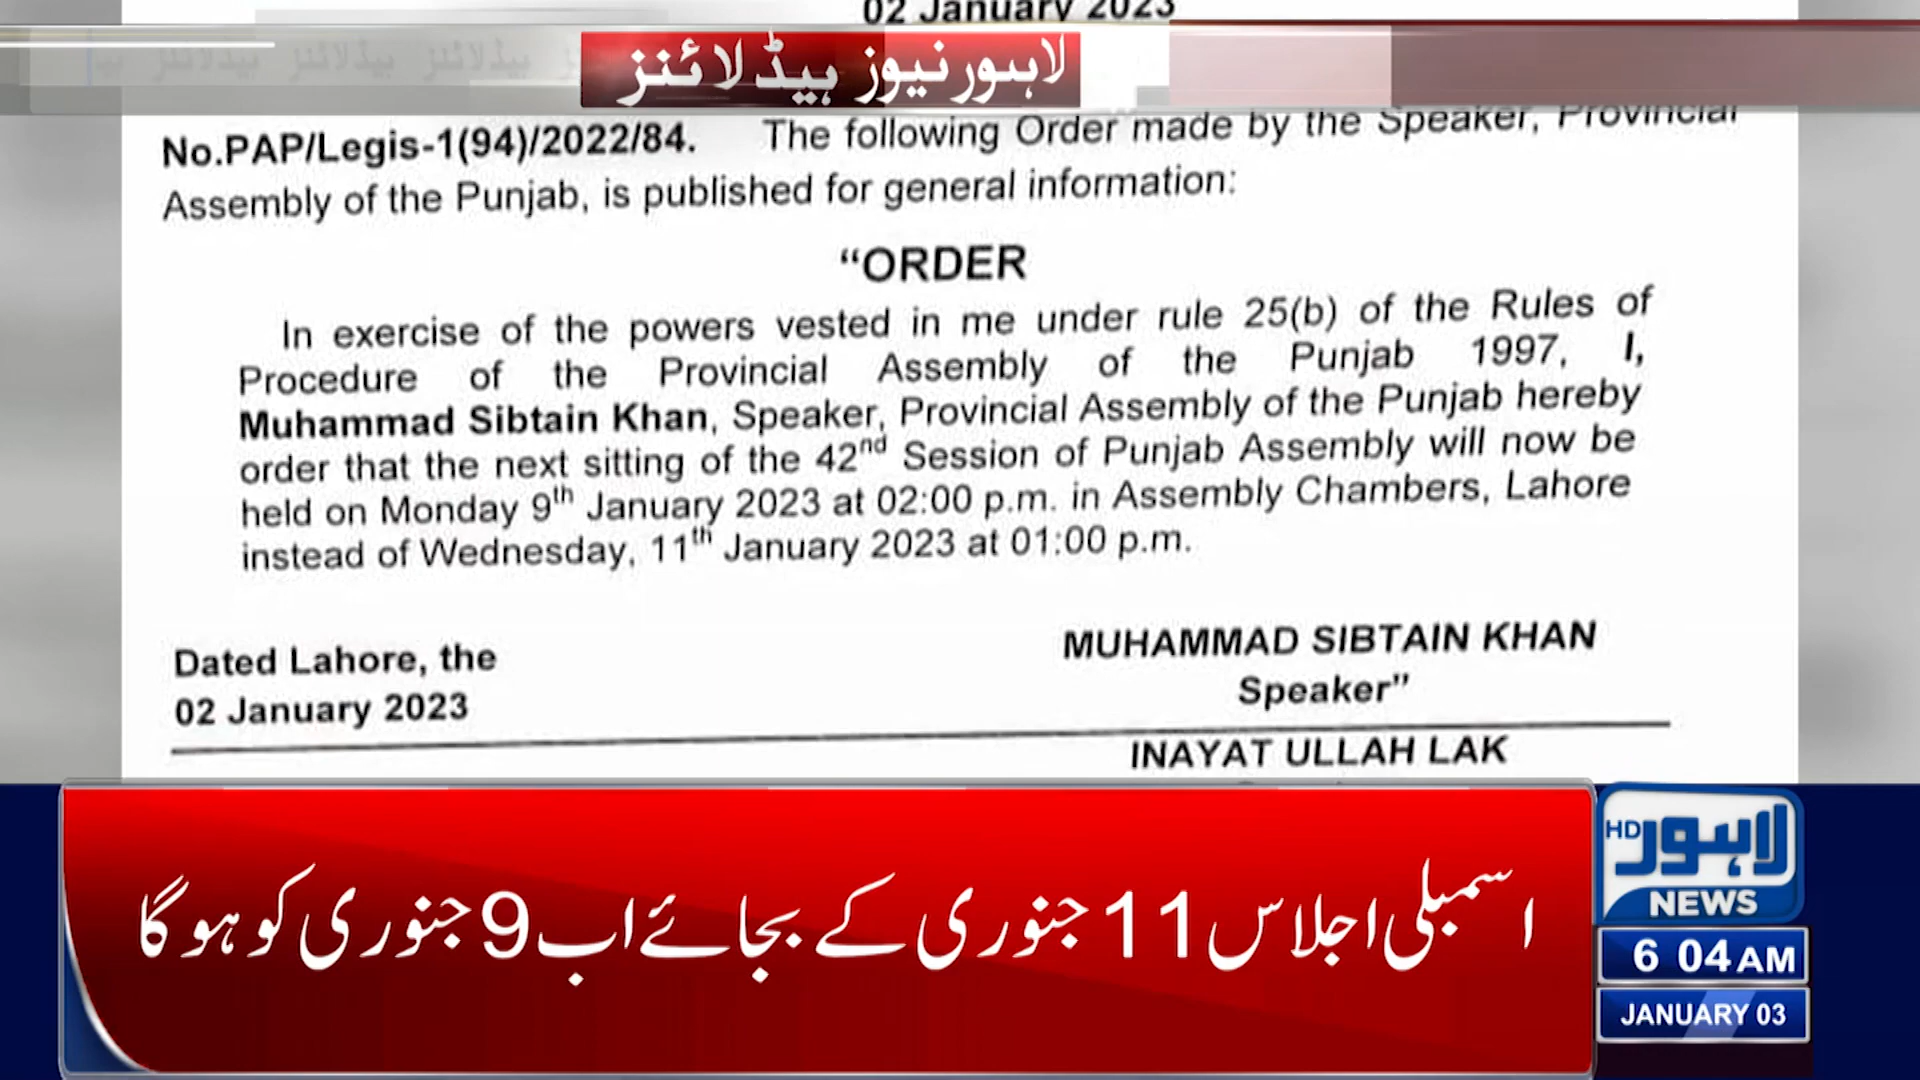 02 January 2023
لاہور نیوز ہیڈلائنز
ہیڈلائنز ہیڈلائنز ہیڈلائنز
No.PAP/Legis-1(94)/2022/84. The following Order made by the Speaker, Provincial
Assembly of the Punjab, is published for general information:
“ORDER
In exercise of the powers vested in me under rule 25(b) of the Rules of
Procedure of the Provincial Assembly of the Punjab 1997, I,
Muhammad Sibtain Khan, Speaker, Provincial Assembly of the Punjab hereby
order that the next sitting of the 42nd Session of Punjab Assembly will now be
held on Monday 9th January 2023 at 02:00 p.m. in Assembly Chambers, Lahore
instead of Wednesday, 11th January 2023 at 01:00 p.m.
Dated Lahore, the
02 January 2023
MUHAMMAD SIBTAIN KHAN
Speaker”
INAYAT ULLAH LAK
اسمبلی اجلاس 11 جنوری کے بجائے اب 9 جنوری کو ہوگا
لاہور HD
NEWS
6 04 AM
JANUARY 03